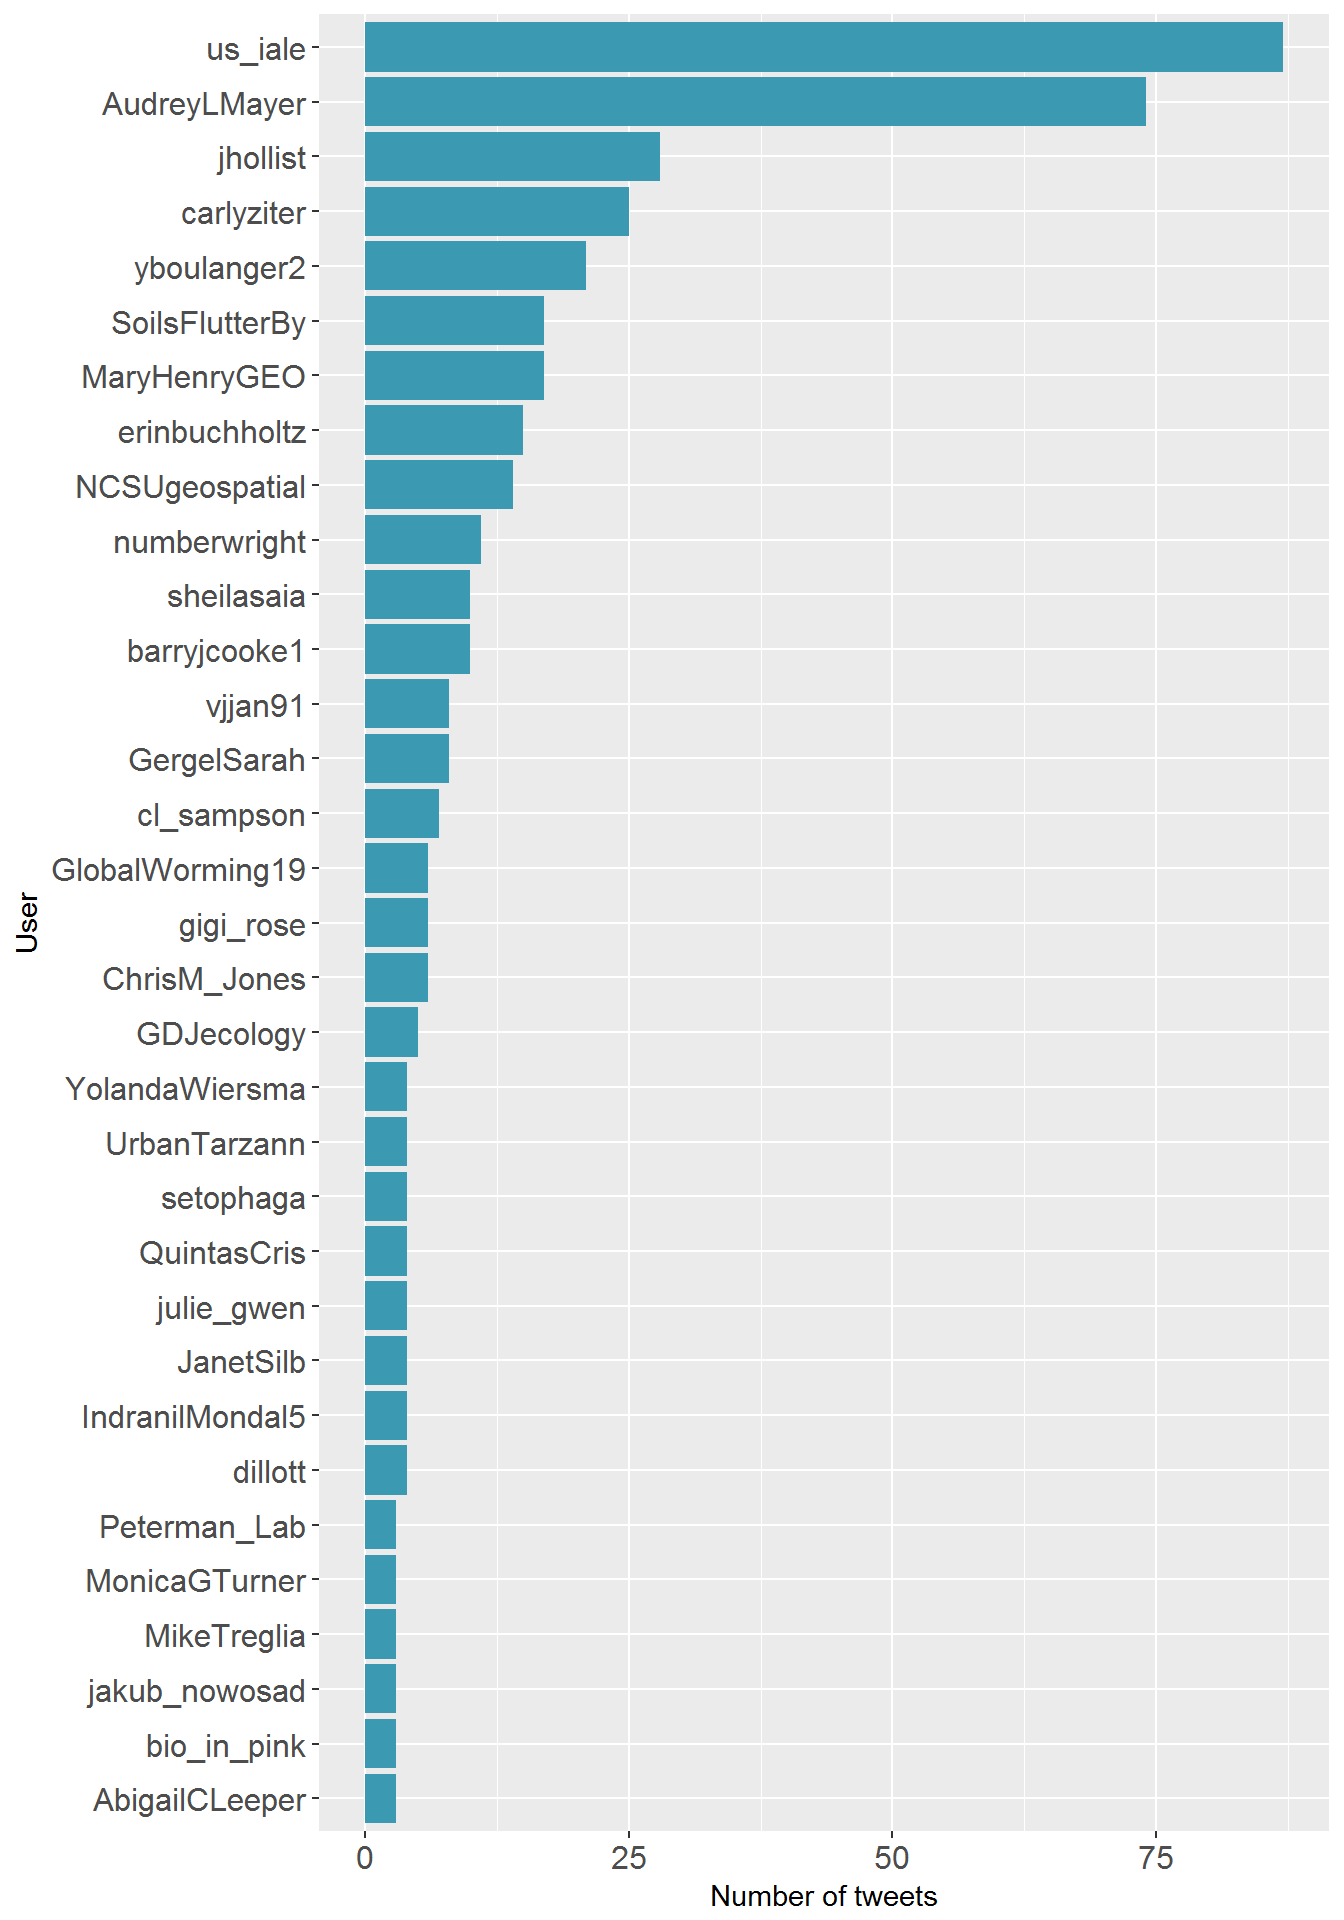 us_iale
AudreyLMayer
jhollist
carlyziter
yboulanger2
SoilsFlutterBy
MaryHenryGEO
erinbuchholtz
NCSUgeospatial
numberwright
sheilasaia
barryjcooke1
vjjan91
GergelSarah
cl_sampson
GlobalWorming19
gigi_rose
ChrisM_Jones
GDJecology
YolandaWiersma
UrbanTarzann
setophaga
QuintasCris
julie_gwen
JanetSilb
IndranilMondal5
dillott
Peterman_Lab
MonicaGTurner
MikeTreglia
jakub_nowosad
bio_in_pink
AbigailCLeeper
User
0 25 50 75
Number of tweets